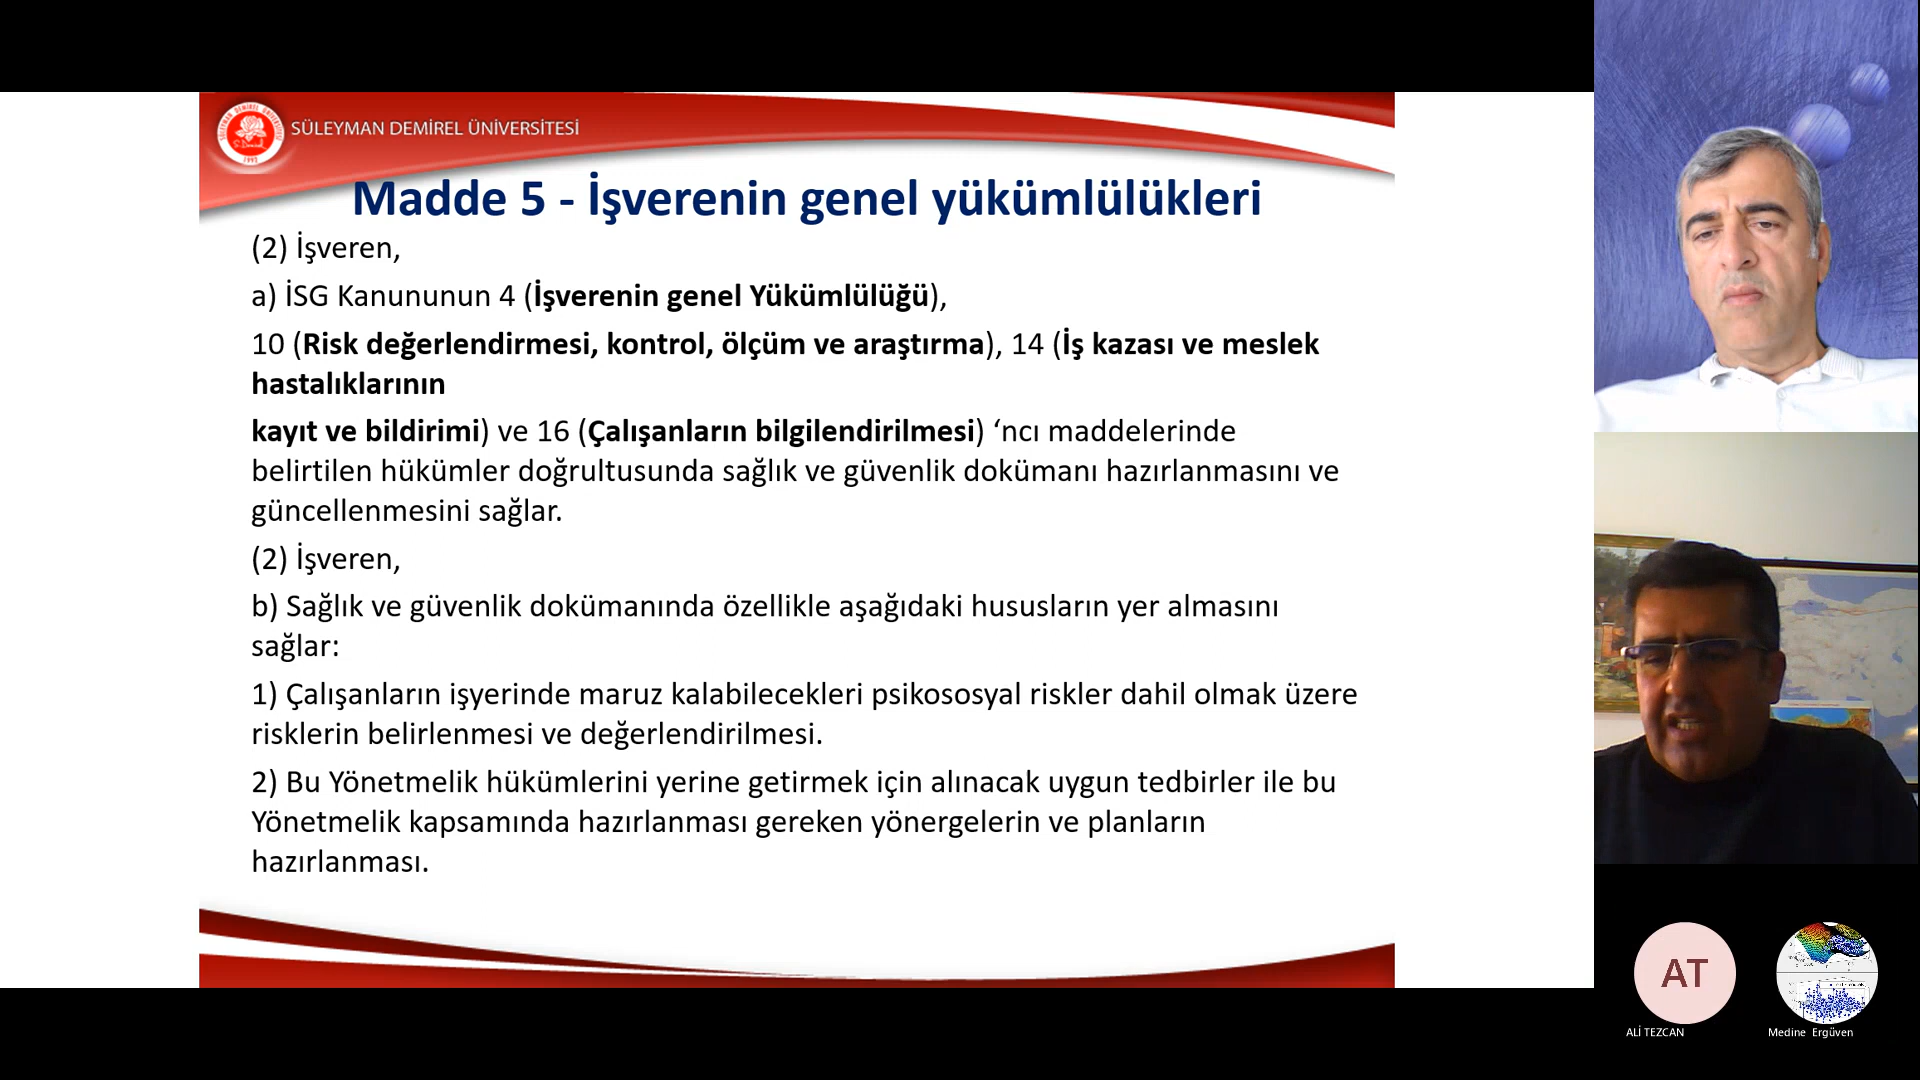 SÜLEYMAN DEMİREL ÜNİVERSİTESİ
1992
Madde 5 - İşverenin genel yükümlülükleri
(2) İşveren,
a) İSG Kanununun 4 (İşverenin genel Yükümlülüğü),
10 (Risk değerlendirmesi, kontrol, ölçüm ve araştırma), 14 (İş kazası ve meslek
hastalıklarının
kayıt ve bildirimi) ve 16 (Çalışanların bilgilendirilmesi) ‘ncı maddelerinde
belirtilen hükümler doğrultusunda sağlık ve güvenlik dokümanı hazırlanmasını ve
güncellenmesini sağlar.
(2) İşveren,
b) Sağlık ve güvenlik dokümanında özellikle aşağıdaki hususların yer almasını
sağlar:
1) Çalışanların işyerinde maruz kalabilecekleri psikososyal riskler dahil olmak üzere
risklerin belirlenmesi ve değerlendirilmesi.
2) Bu Yönetmelik hükümlerini yerine getirmek için alınacak uygun tedbirler ile bu
Yönetmelik kapsamında hazırlanması gereken yönergelerin ve planların
hazırlanması.
AT
ALİ TEZCAN
Medine Ergüven